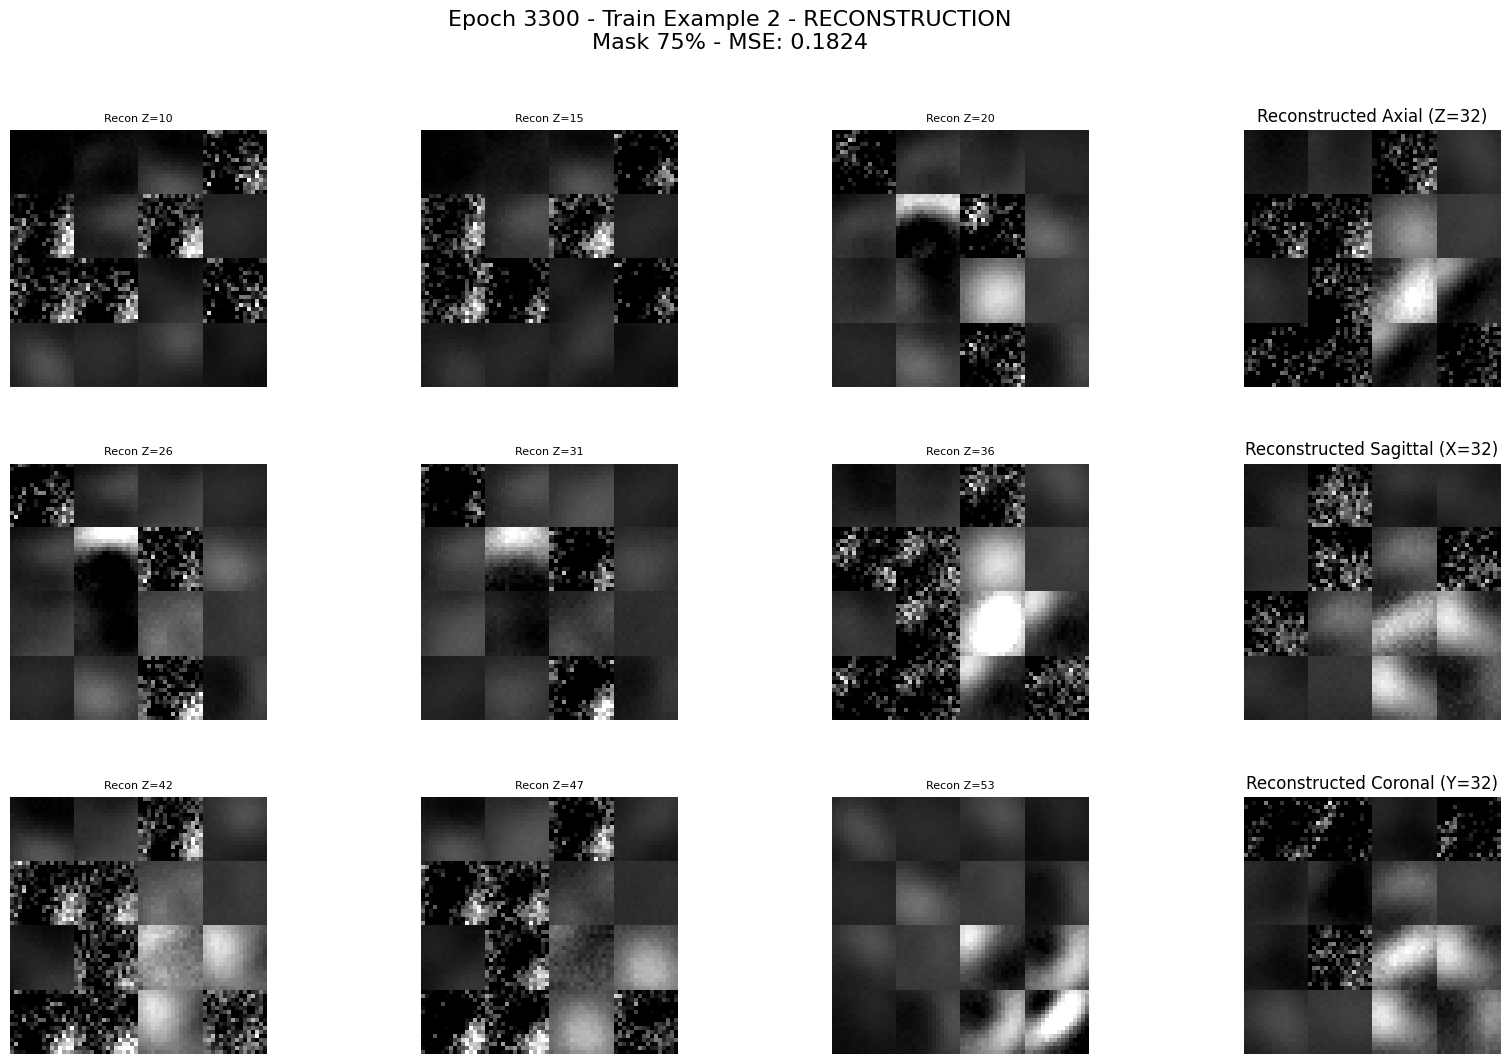 Epoch 3300 - Train Example 2 - RECONSTRUCTION
Mask 75% - MSE: 0.1824
Recon Z=10
Recon Z=15
Recon Z=20
Reconstructed Axial (Z=32)
Recon Z=26
Recon Z=31
Recon Z=36
Reconstructed Sagittal (X=32)
Recon Z=42
Recon Z=47
Recon Z=53
Reconstructed Coronal (Y=32)